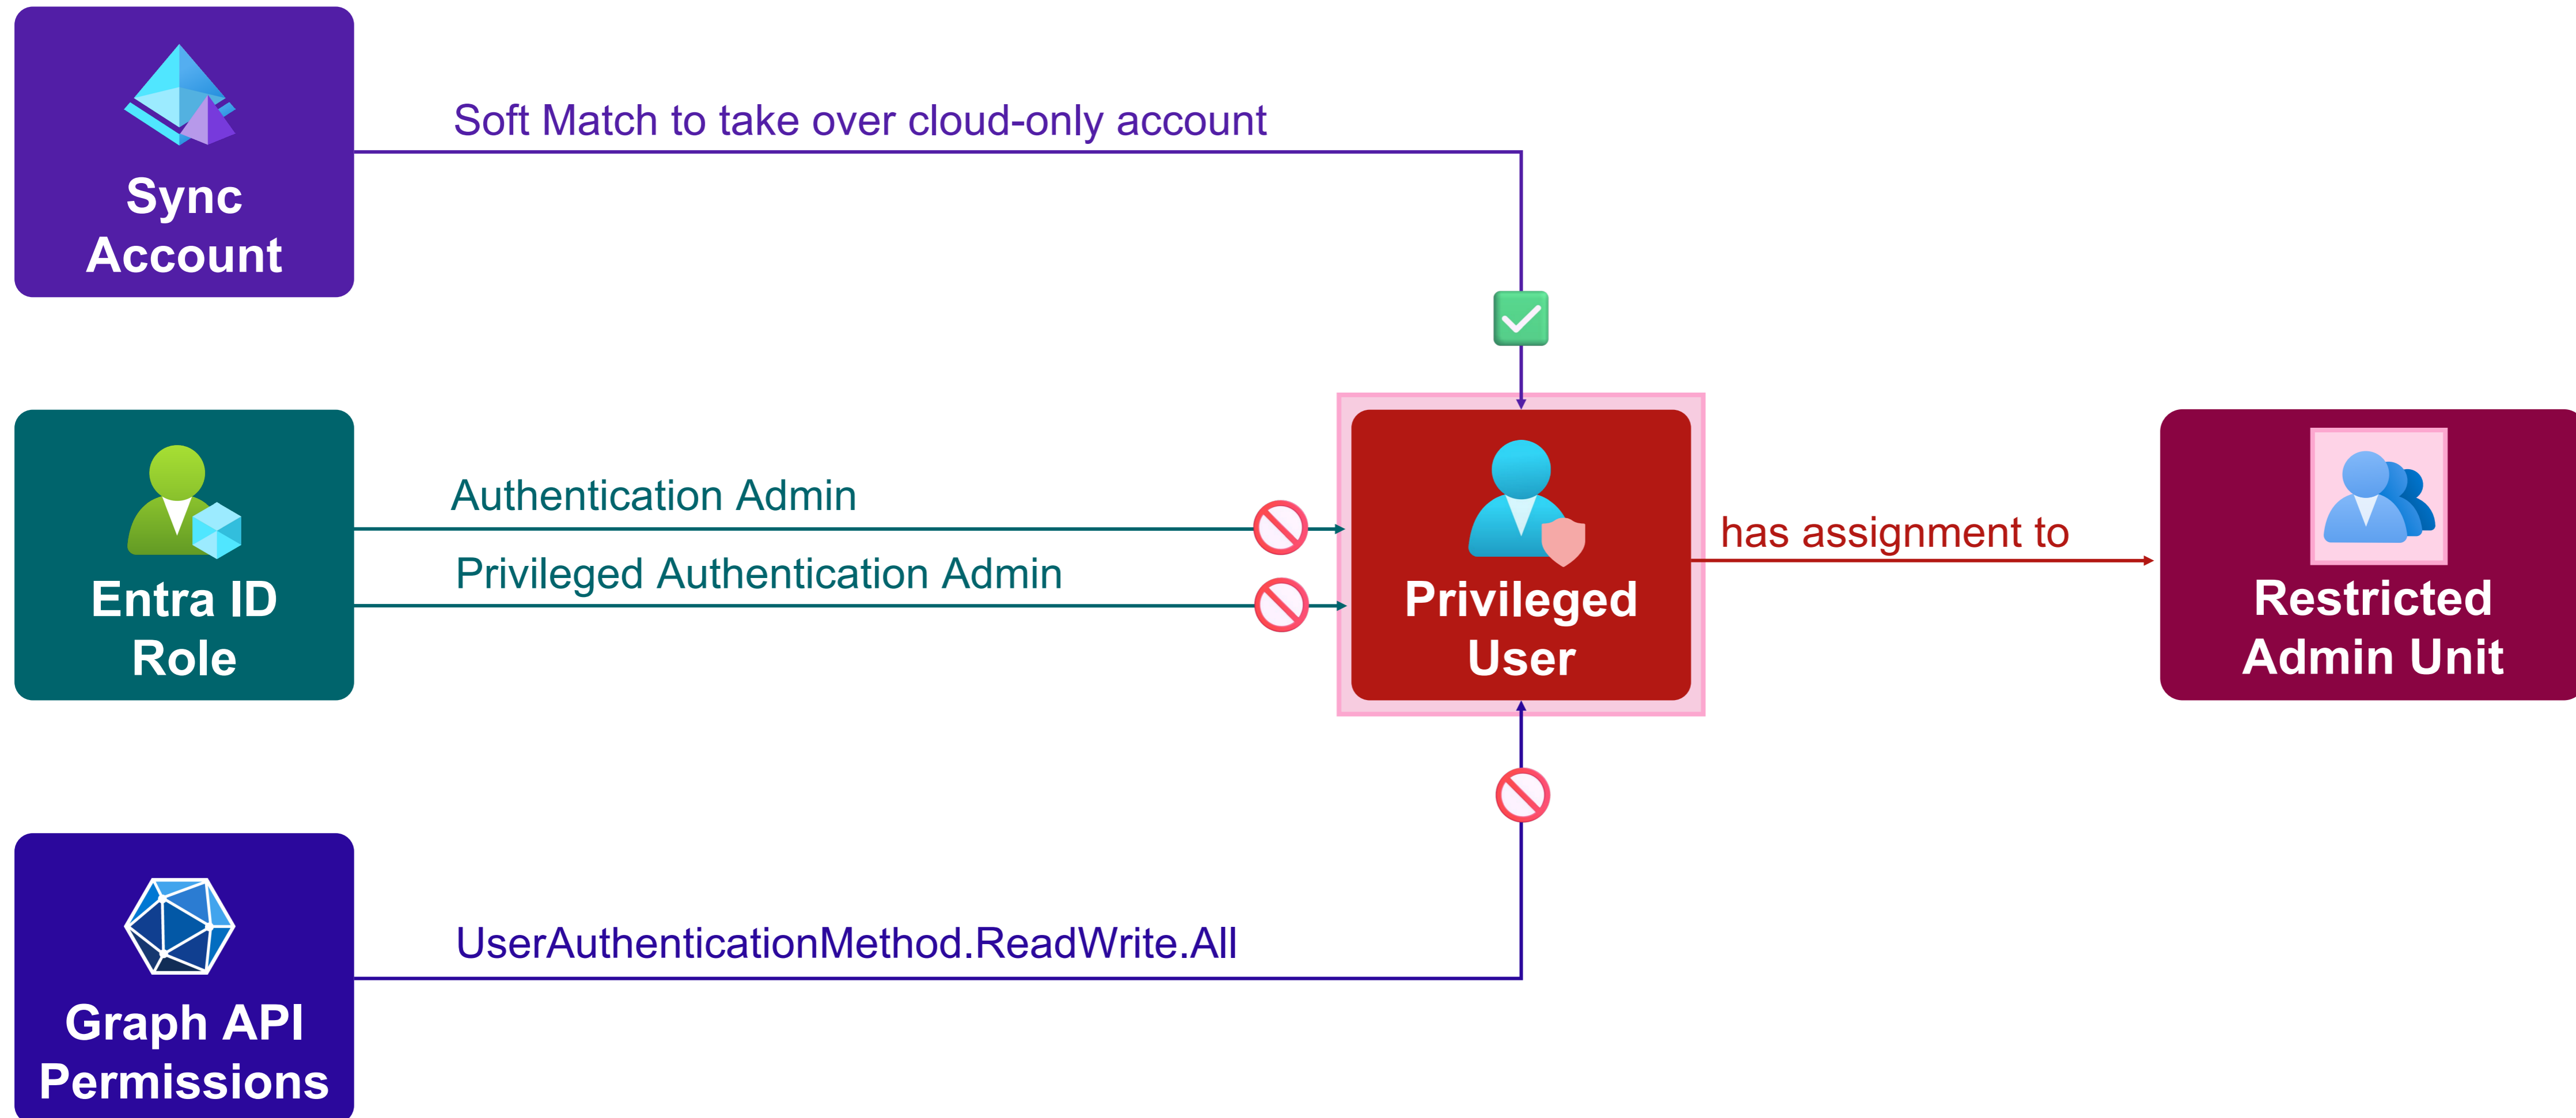 Soft Match to take over cloud-only account
Sync
Account
Authentication Admin
Privileged Authentication Admin
Entra ID
Role
Privileged
User
has assignment to
Restricted
Admin Unit
UserAuthenticationMethod.ReadWrite.All
Graph API
Permissions